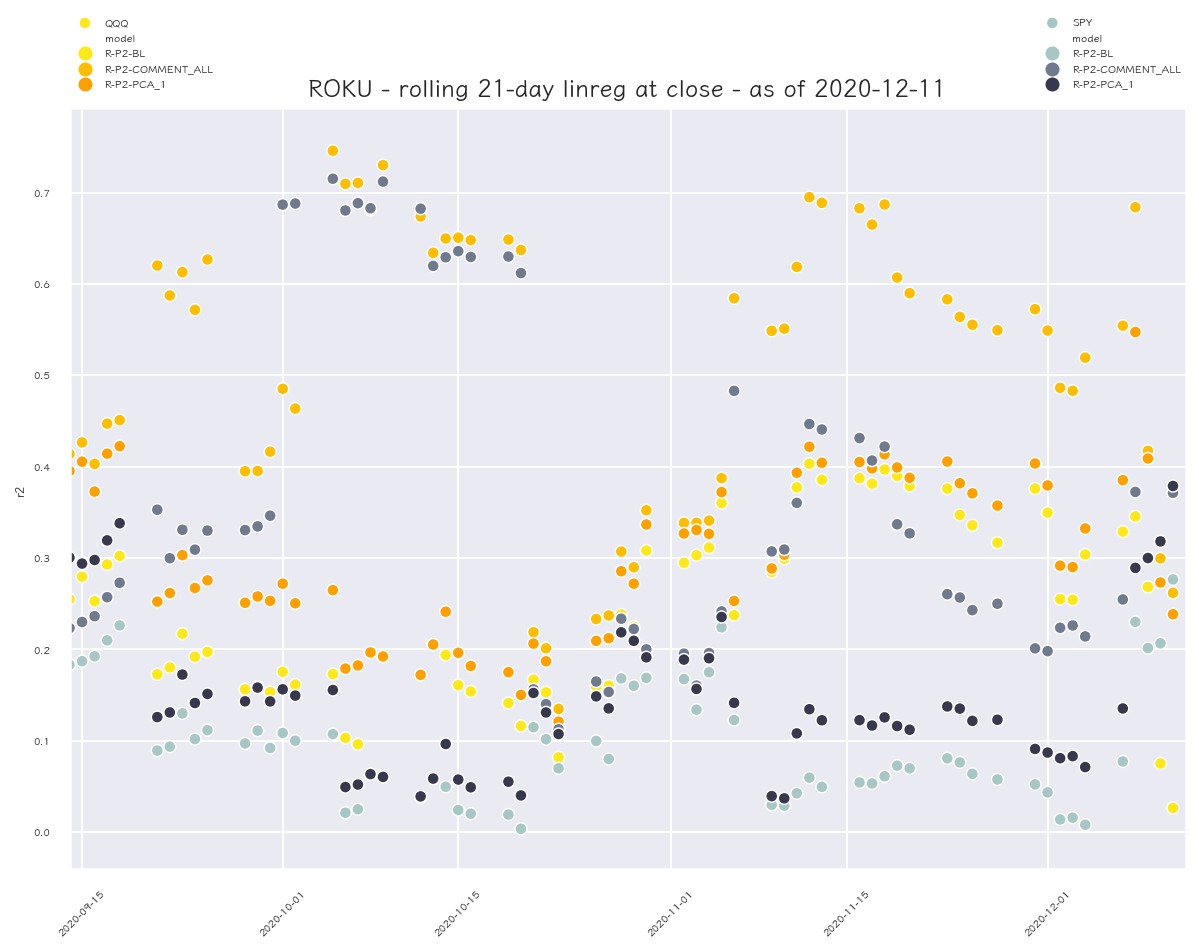 QQQ
model
R-P2-BL
R-P2-COMMENT_ALL
R-P2-PCA_1
SPY
model
R-P2-BL
R-P2-COMMENT_ALL
R-P2-PCA_1
ROKU - rolling 21-day linreg at close - as of 2020-12-11
0.7
0.6
0.5
0.4
0.3
0.2
0.1
0.0
r2
2020-09-15
2020-10-01
2020-10-15
2020-11-01
2020-11-15
2020-12-01